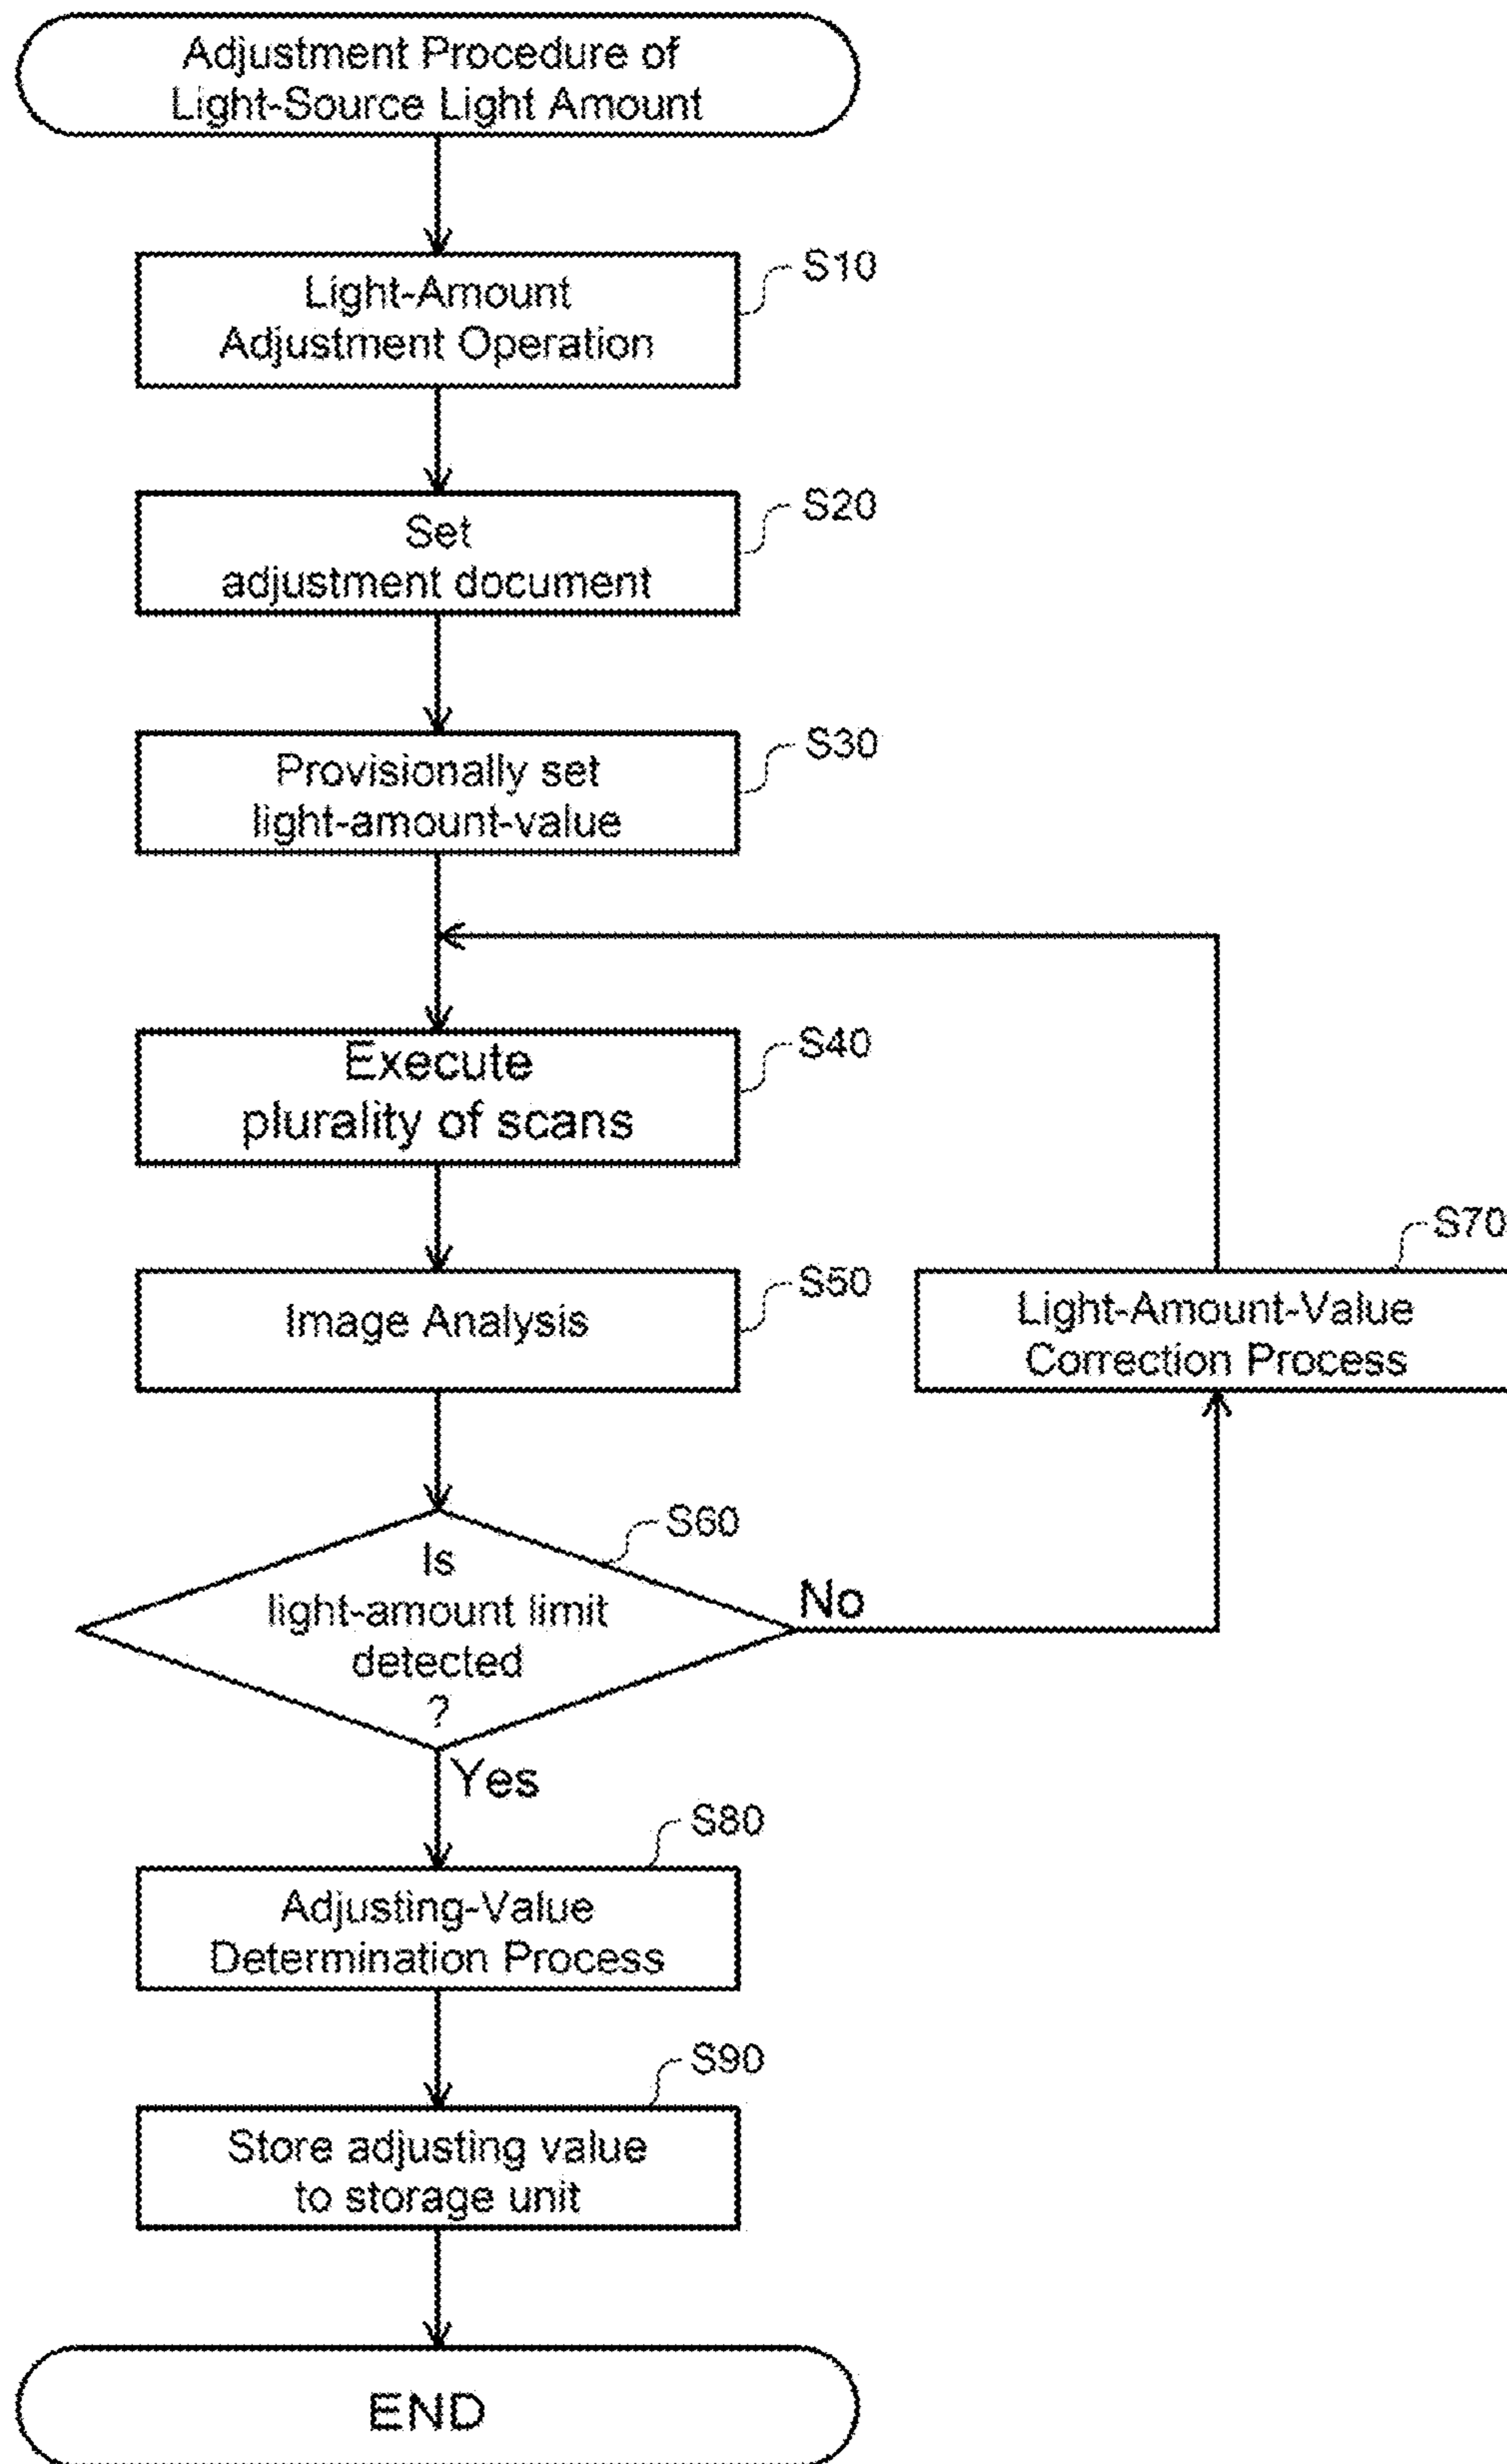 Adjustment Procedure of
Light-Source Light Amount
S10
Light-Amount
Adjustment Operation
S20
Set
adjustment document
S30
Provisionally set
light-amount-value
S40
Execute
plurality of scans
S50
Image Analysis
S70
Light-Amount-Value
Correction Process
S60
Is
light-amount limit
detected
?
No
Yes
S80
Adjusting-Value
Determination Process
S90
Store adjusting value
to storage unit
END